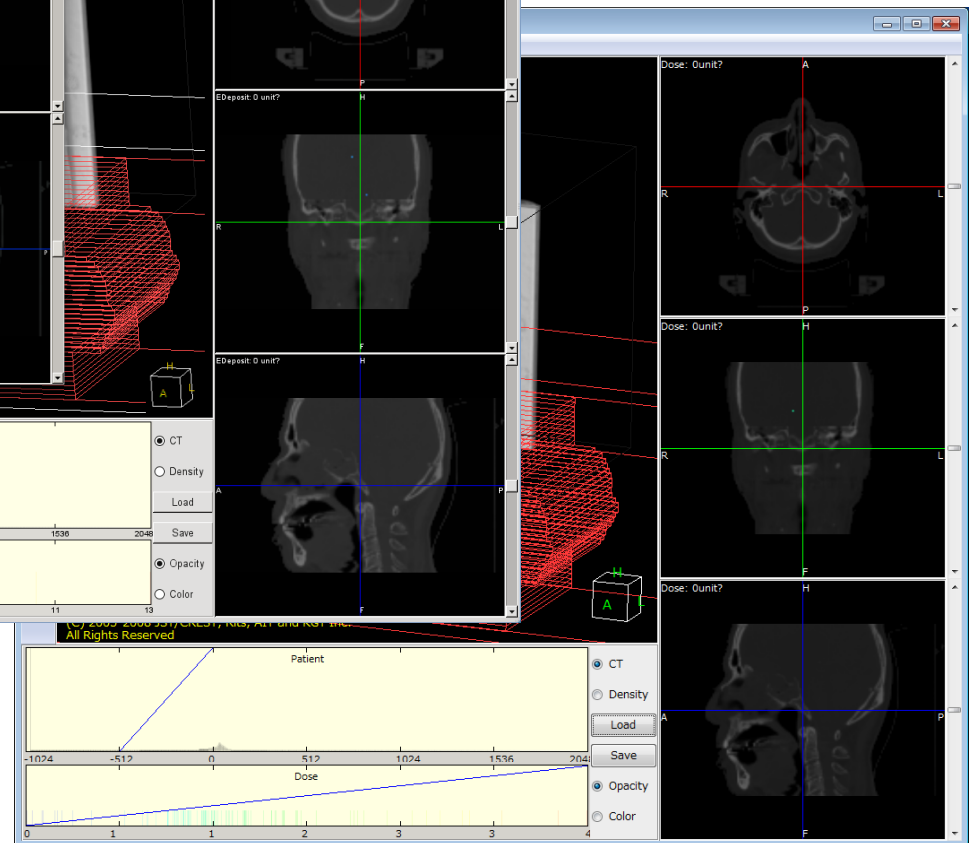 P
EDeposit: 0 unit?
H
R
L
F
P
EDeposit: 0 unit?
H
A
P
F
H
A
L
CT
Density
Load
1536
2048
Save
Opacity
Color
11
13
Dose: 0unit?
A
R
L
P
Dose: 0unit?
H
R
L
F
Dose: 0unit?
H
A
P
F
H
A
L
All Rights Reserved
Patient
-1024
-512
0
512
1024
1536
Dose
0
1
1
2
3
3
4
CT
Density
Load
Save
Opacity
Color